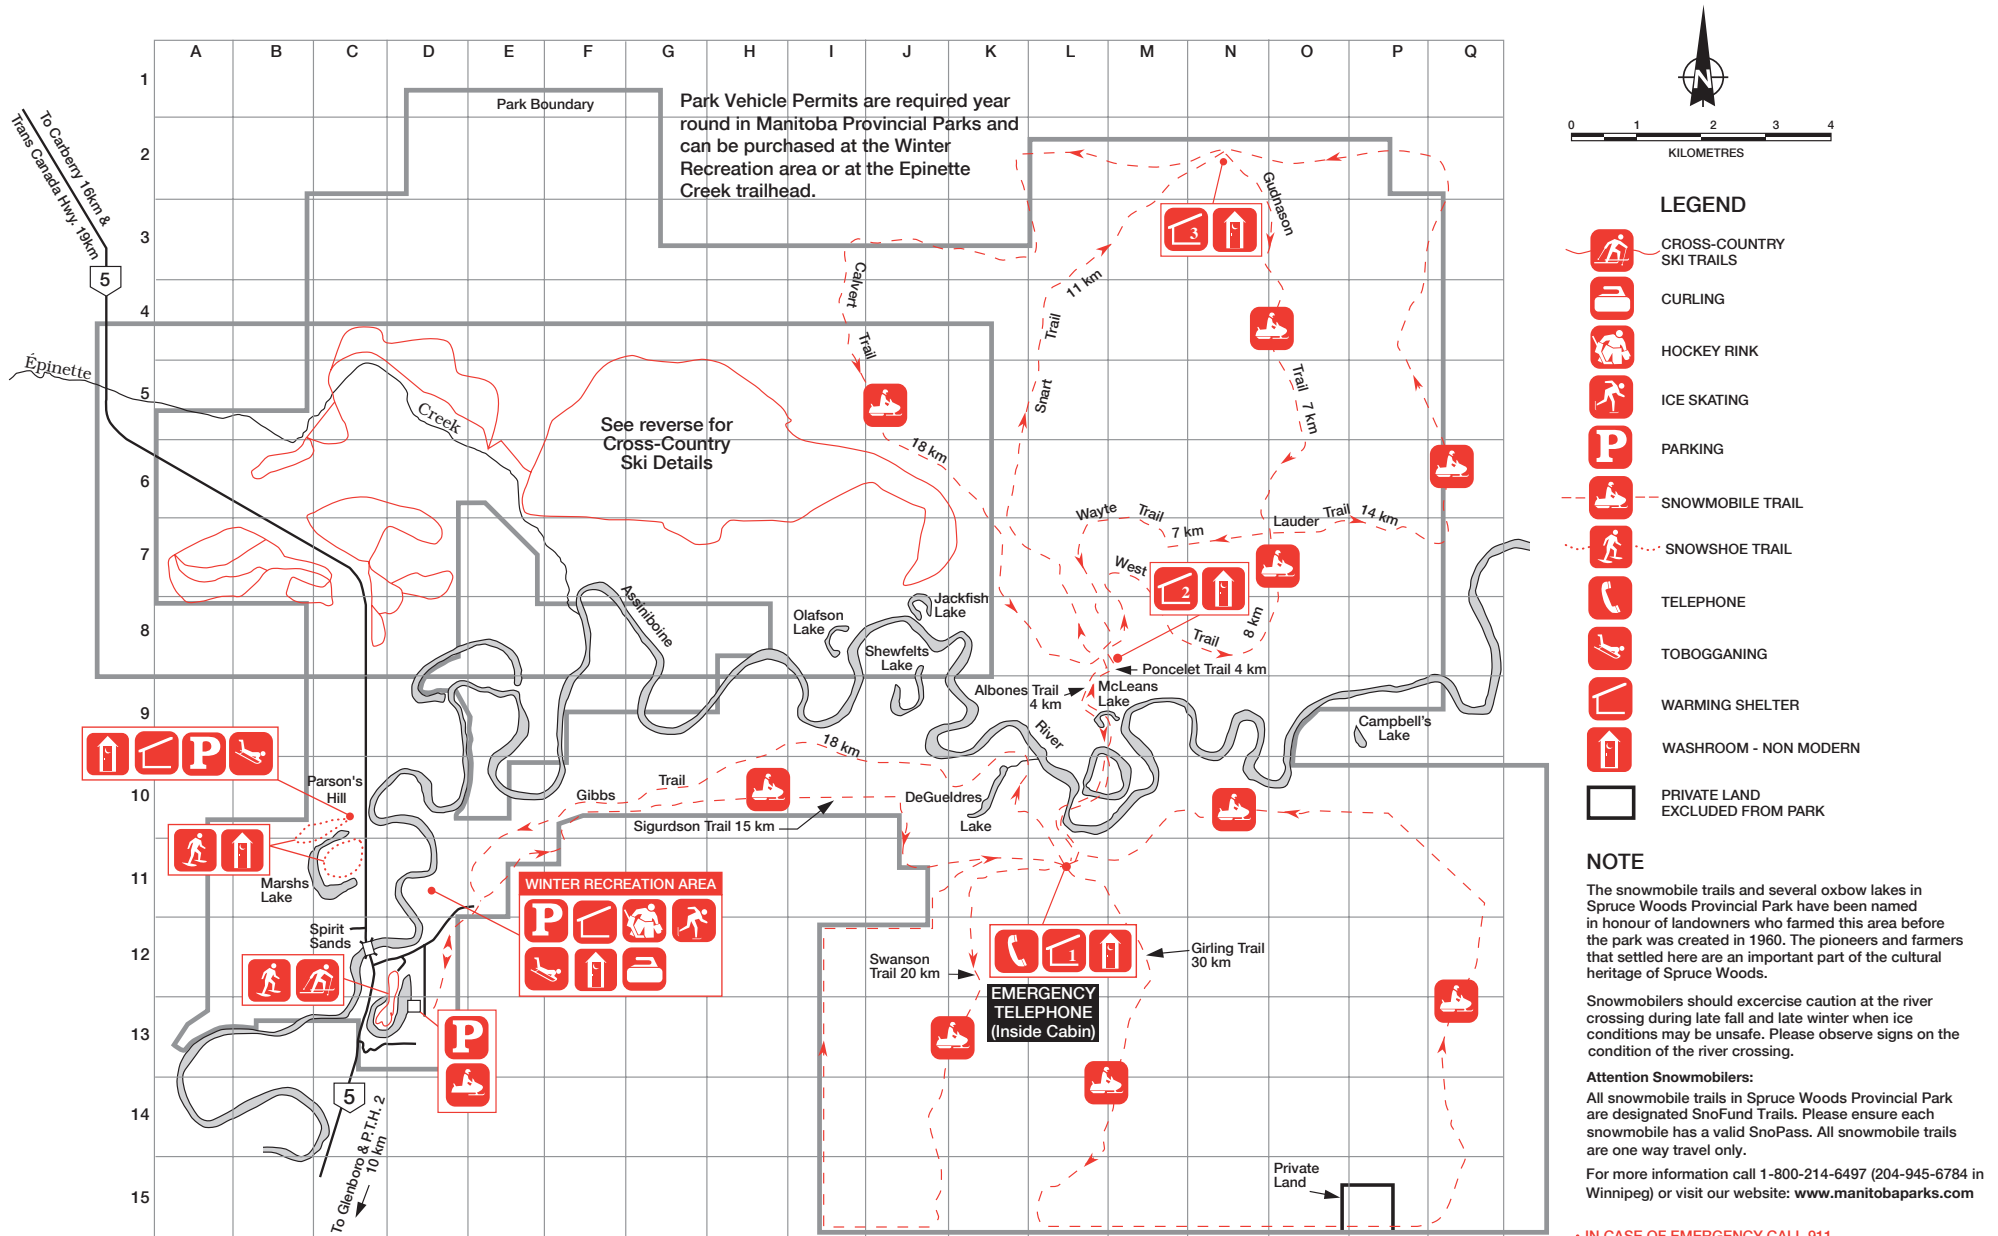 A B C D E F G H I J K L M N O P Q
1
2
3
4
5
6
7
8
9
10
11
12
13
14
15
Park Boundary
Park Vehicle Permits are required year
round in Manitoba Provincial Parks and
can be purchased at the Winter
Recreation area or at the Epinette
Creek trailhead.
To Carberry 16km &
Trans Canada Hwy. 19km
5
Épinette
Creek
See reverse for
Cross-Country
Ski Details
Calvert
Trail
18 km
Snart
Trail
11 km
3
Gudnason
Trail
7 km
Wayte
Trail
7 km
Lauder
Trail
14 km
West
2
Trail
8 km
Poncelet Trail 4 km
Albones Trail
4 km
McLeans
Lake
Assiniboine
River
Olafson
Lake
Jackfish
Lake
Shewfelts
Lake
Campbell's
Lake
P
Parson's
Hill
Gibbs
Trail
18 km
Sigurdson Trail 15 km
DeGueldres
Lake
Marshs
Lake
WINTER RECREATION AREA
P
Spirit
Sands
Swanson
Trail 20 km
1
Girling Trail
30 km
EMERGENCY
TELEPHONE
(Inside Cabin)
P
5
To Glenboro & P.T.H. 2
10 km
Private
Land
N
0 1 2 3 4
KILOMETRES
LEGEND
CROSS-COUNTRY
SKI TRAILS
CURLING
HOCKEY RINK
ICE SKATING
P
PARKING
SNOWMOBILE TRAIL
SNOWSHOE TRAIL
TELEPHONE
TOBOGGANING
WARMING SHELTER
WASHROOM - NON MODERN
PRIVATE LAND
EXCLUDED FROM PARK
NOTE
The snowmobile trails and several oxbow lakes in
Spruce Woods Provincial Park have been named
in honour of landowners who farmed this area before
the park was created in 1960. The pioneers and farmers
that settled here are an important part of the cultural
heritage of Spruce Woods.
Snowmobilers should excercise caution at the river
crossing during late fall and late winter when ice
conditions may be unsafe. Please observe signs on the
condition of the river crossing.
Attention Snowmobilers:
All snowmobile trails in Spruce Woods Provincial Park
are designated SnoFund Trails. Please ensure each
snowmobile has a valid SnoPass. All snowmobile trails
are one way travel only.
For more information call 1-800-214-6497 (204-945-6784 in
Winnipeg) or visit our website: www.manitobaparks.com
• IN CASE OF EMERGENCY CALL 911